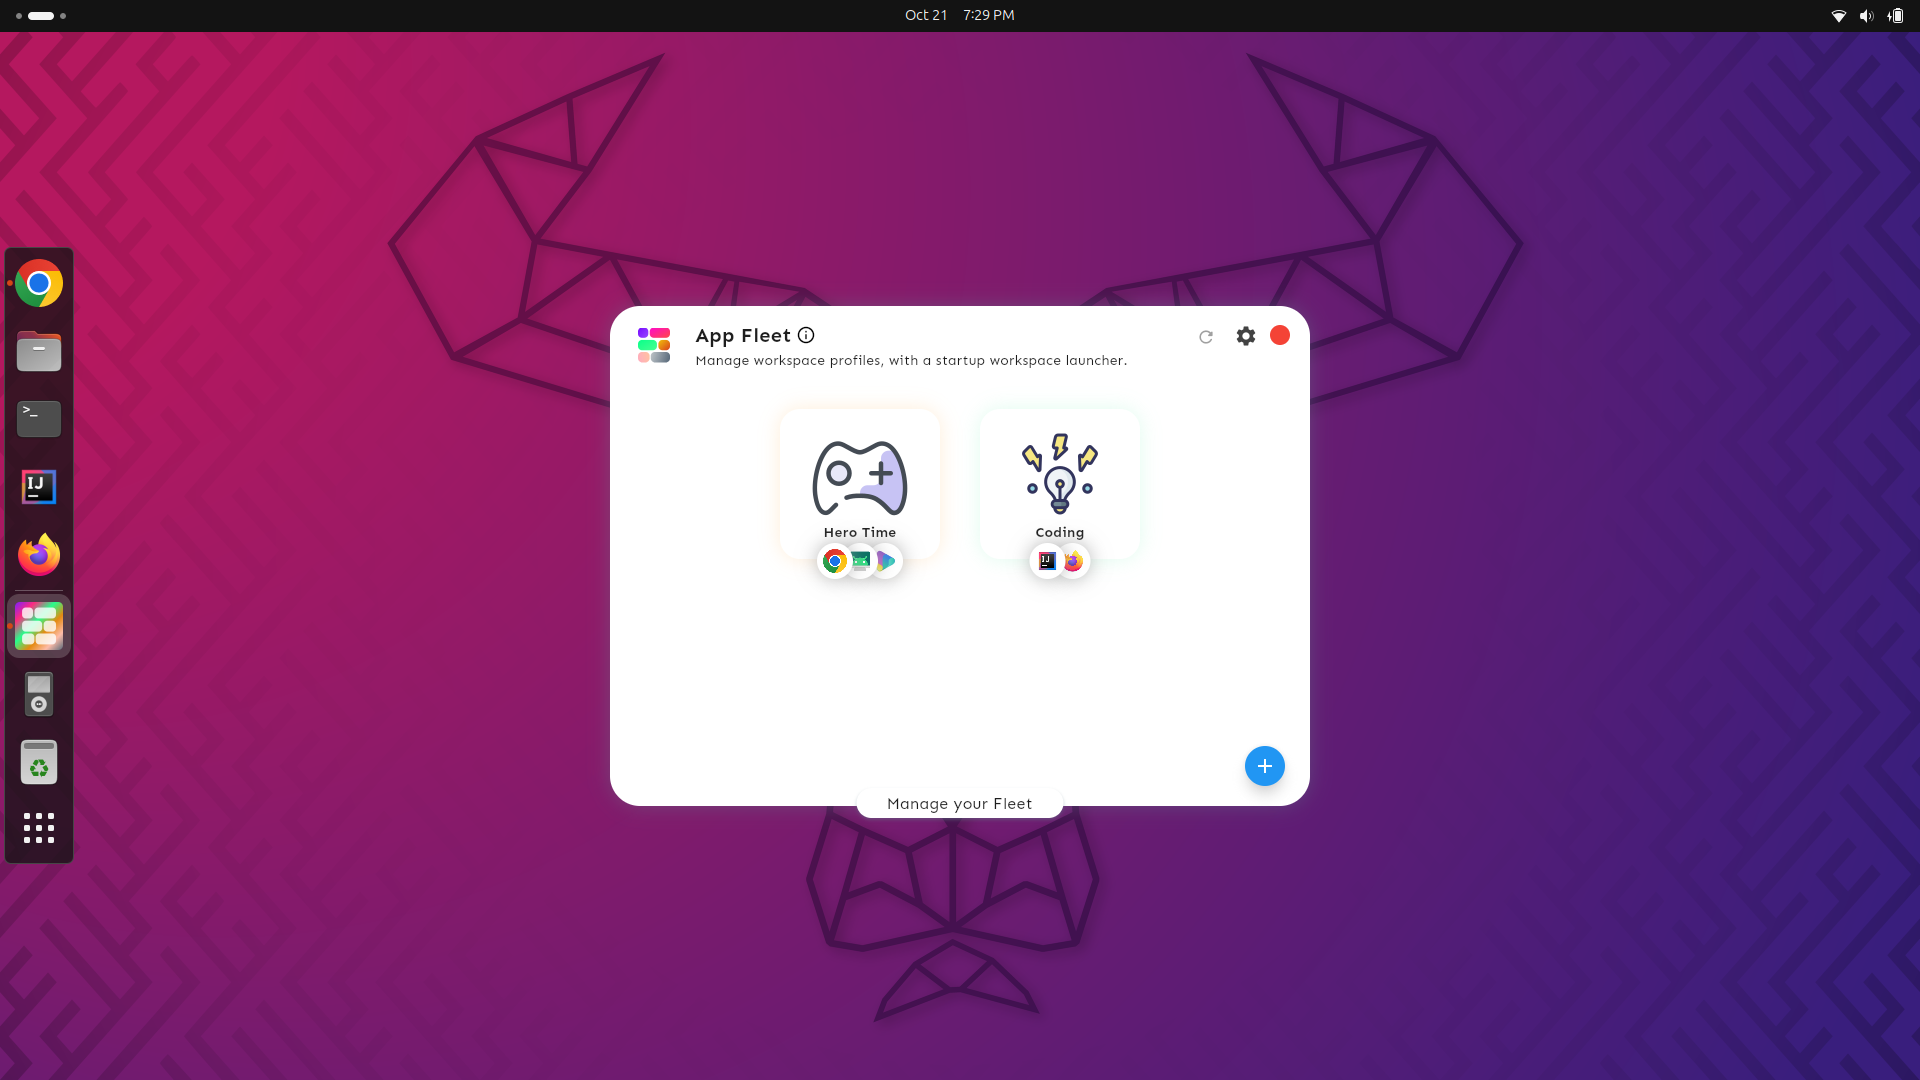 Oct 21 7:29 PM
App Fleet
Manage workspace profiles, with a startup workspace launcher.
>_
IJ
Hero Time
Coding
IJ
Manage your Fleet